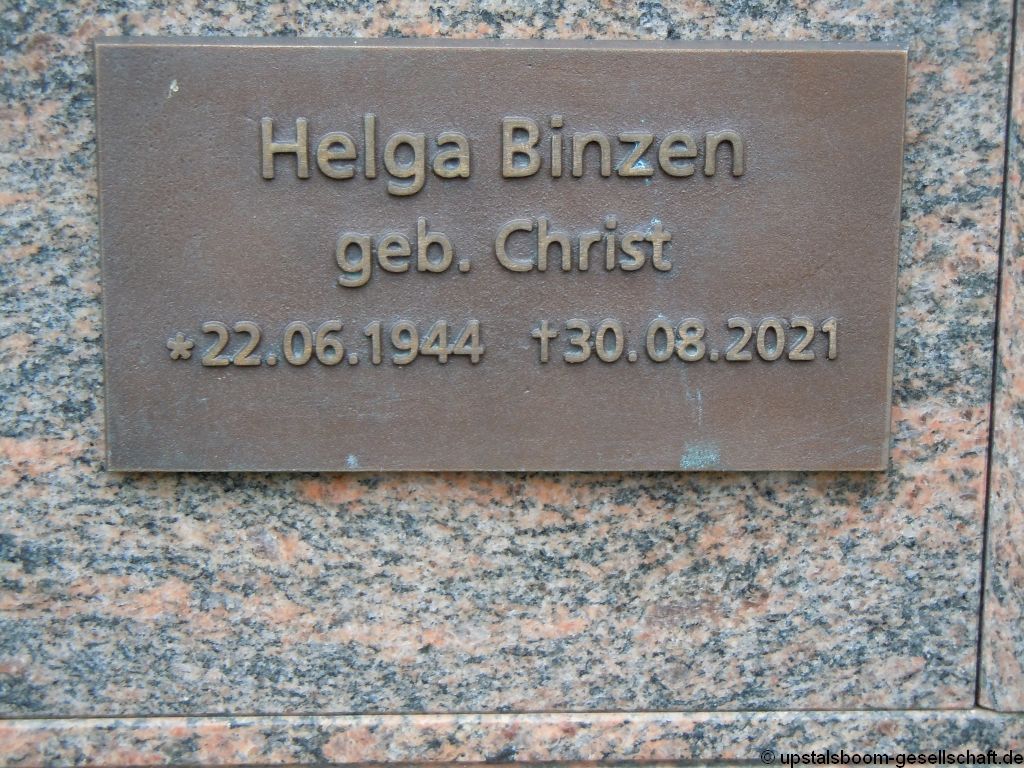 Helga Binzen
geb. Christ
*22.06.1944 †30.08.2021
© upstalsboom-gesellschaft.de